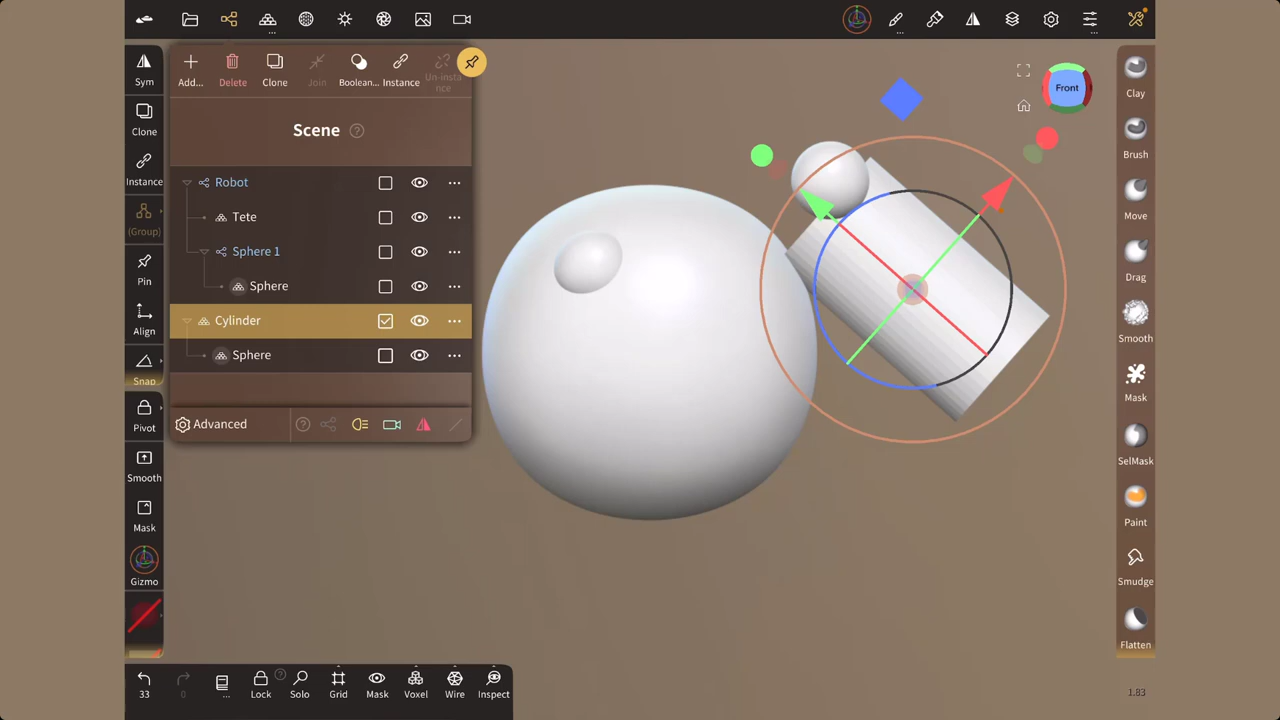 ...
...
...
Front
Sym
Clone
Instance
(Group)
Pin
Align
Snap
Pivot
Smooth
Mask
Gizmo
Add...
Delete
Clone
Join
Boolean...
Instance
Un-insta
nce
Scene ?
Robot ...
Tete ...
Sphere 1 ...
Sphere ...
Cylinder ...
Sphere ...
Advanced ?
Clay
Brush
Move
Drag
Smooth
Mask
SelMask
Paint
Smudge
Flatten
33
0
...
Lock ?
Solo
Grid
Mask
Voxel
Wire
Inspect
1.83